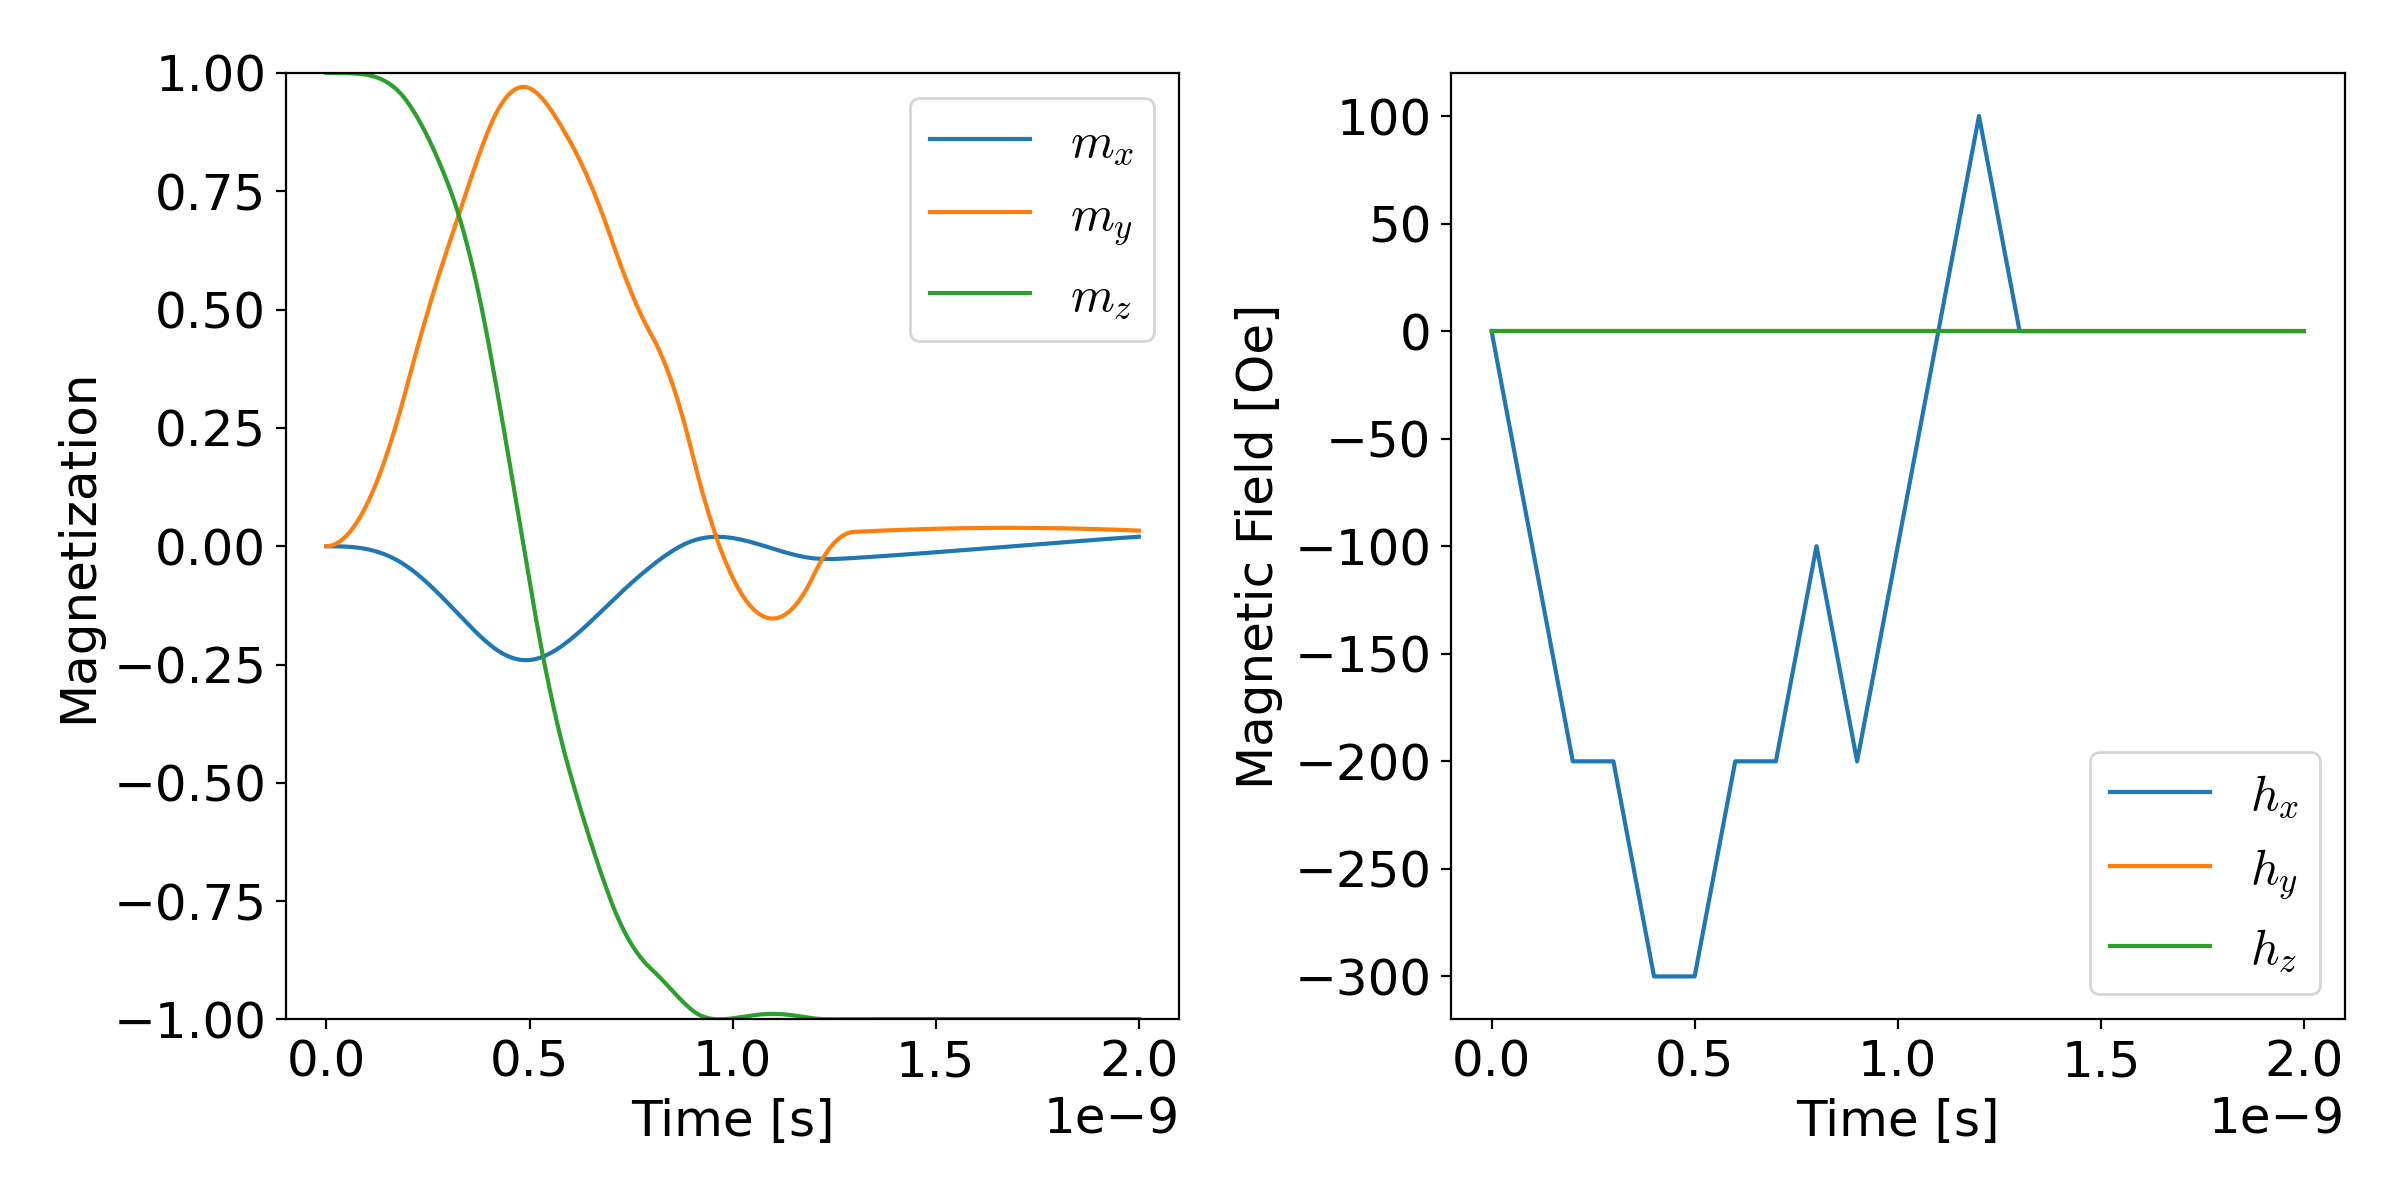 Magnetization
1.00
0.75
0.50
0.25
0.00
−0.25
−0.50
−0.75
−1.00
0.0 0.5 1.0 1.5 2.0
Time [s]
1e−9
m_x
m_y
m_z
Magnetic Field [Oe]
100
50
0
−50
−100
−150
−200
−250
−300
0.0 0.5 1.0 1.5 2.0
Time [s]
1e−9
h_x
h_y
h_z